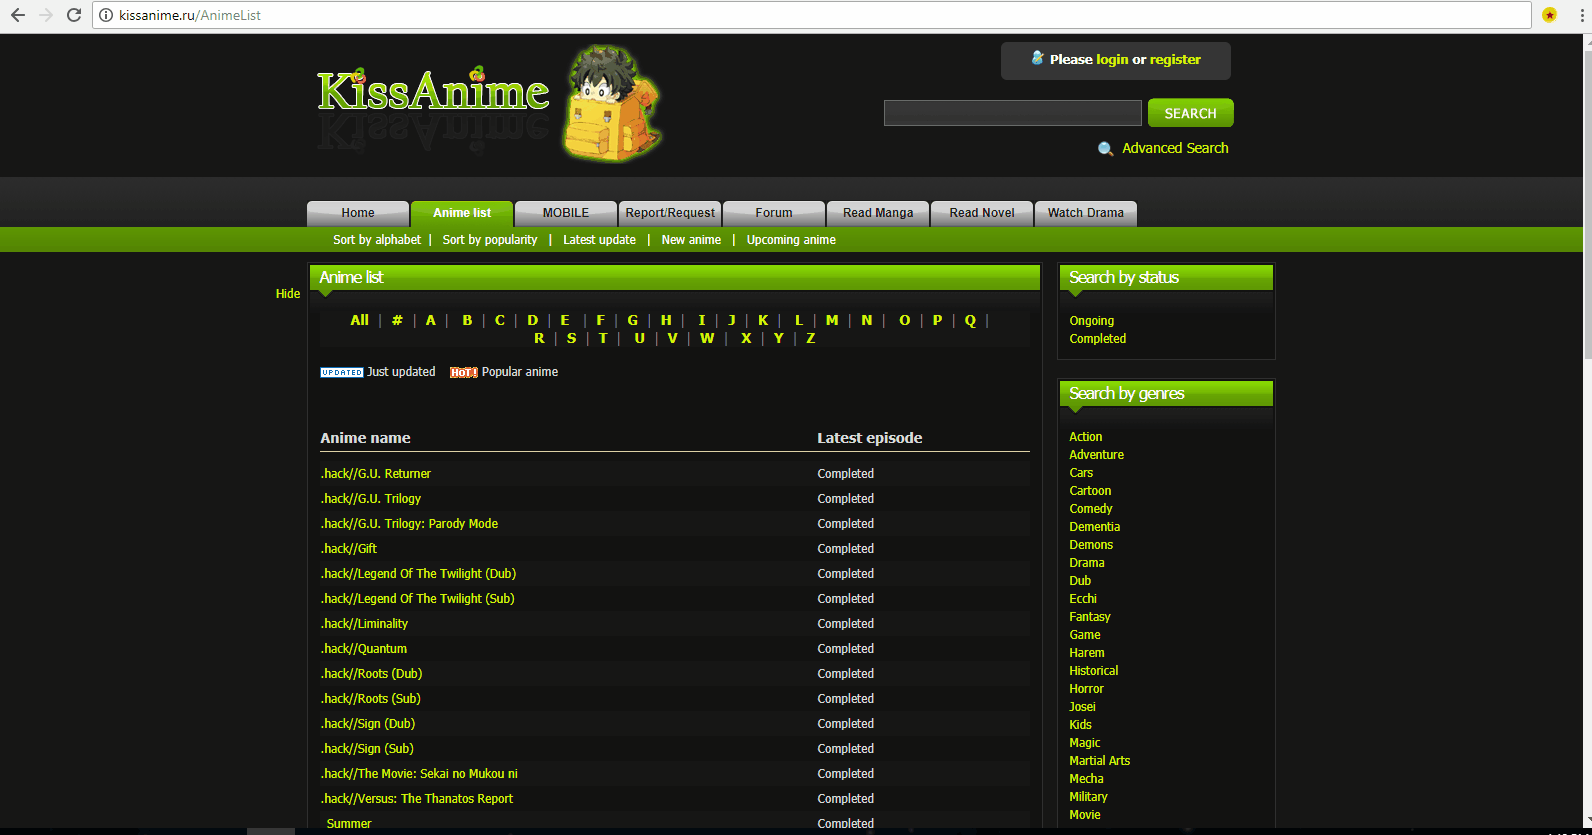 kissanime.ru/AnimeList
KissAnime
Please login or register
SEARCH
Advanced Search
Home
Anime list
MOBILE
Report/Request
Forum
Read Manga
Read Novel
Watch Drama
Sort by alphabet | Sort by popularity | Latest update | New anime | Upcoming anime
Hide
Anime list
All | # | A | B | C | D | E | F | G | H | I | J | K | L | M | N | O | P | Q |
R | S | T | U | V | W | X | Y | Z
UPDATED Just updated HOT! Popular anime
Anime name Latest episode
.hack//G.U. Returner Completed
.hack//G.U. Trilogy Completed
.hack//G.U. Trilogy: Parody Mode Completed
.hack//Gift Completed
.hack//Legend Of The Twilight (Dub) Completed
.hack//Legend Of The Twilight (Sub) Completed
.hack//Liminality Completed
.hack//Quantum Completed
.hack//Roots (Dub) Completed
.hack//Roots (Sub) Completed
.hack//Sign (Dub) Completed
.hack//Sign (Sub) Completed
.hack//The Movie: Sekai no Mukou ni Completed
.hack//Versus: The Thanatos Report Completed
Summer Completed
Search by status
Ongoing
Completed
Search by genres
Action
Adventure
Cars
Cartoon
Comedy
Dementia
Demons
Drama
Dub
Ecchi
Fantasy
Game
Harem
Historical
Horror
Josei
Kids
Magic
Martial Arts
Mecha
Military
Movie